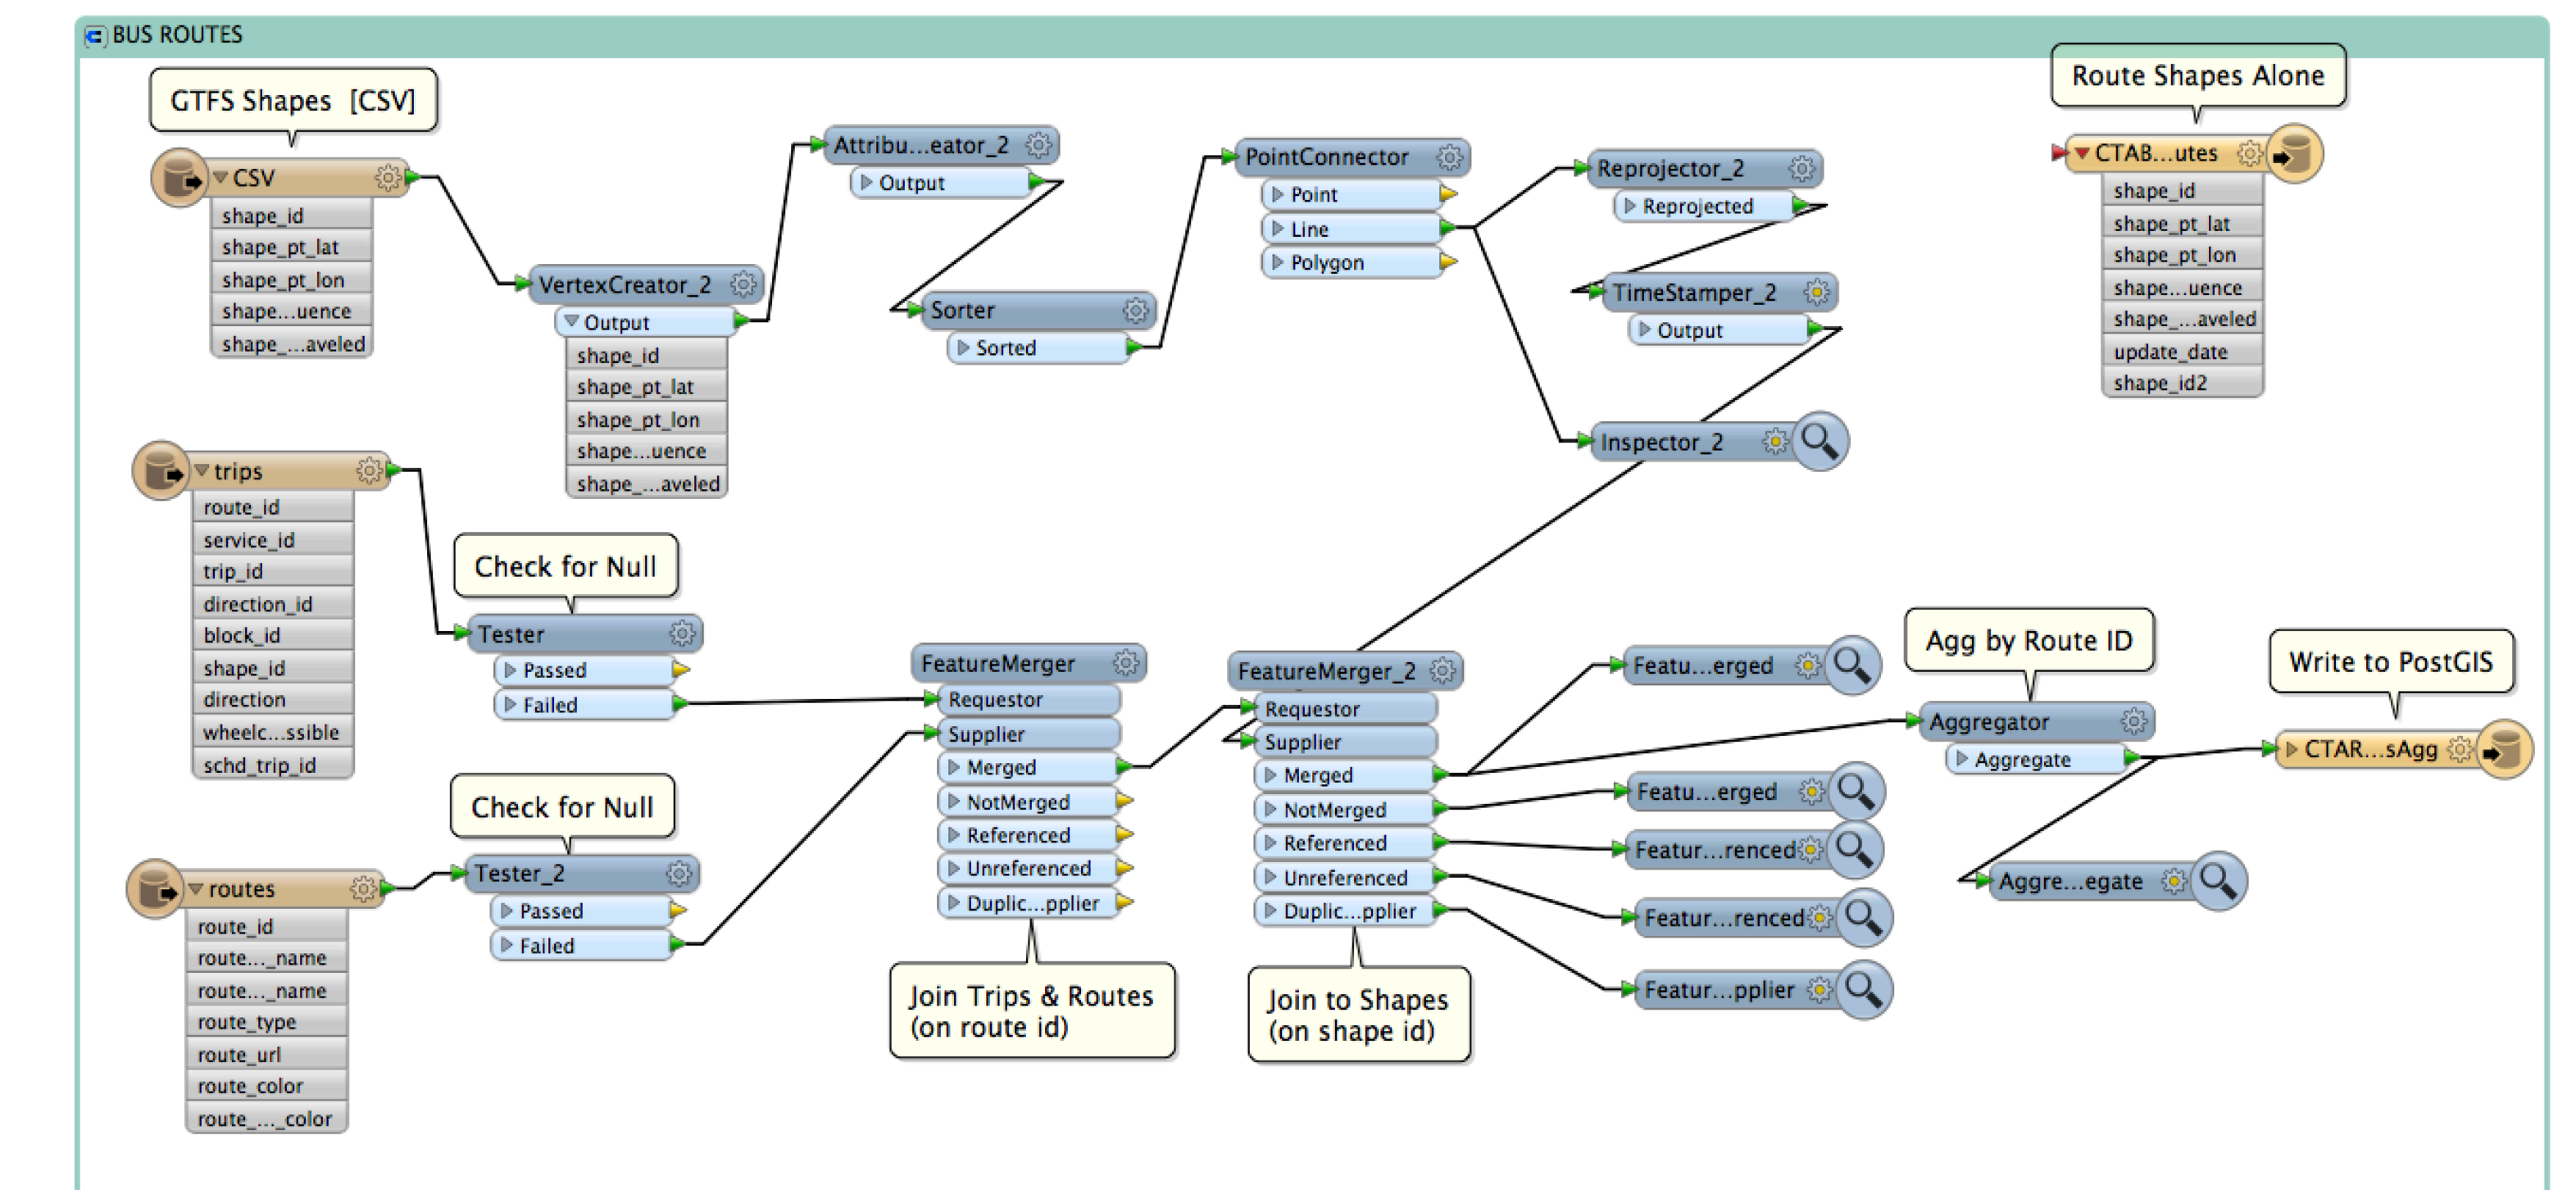 BUS ROUTES
GTFS Shapes [CSV]
CSV
shape_id
shape_pt_lat
shape_pt_lon
shape...uence
shape_...aveled
VertexCreator_2
Output
shape_id
shape_pt_lat
shape_pt_lon
shape...uence
shape_...aveled
Attribu...eator_2
Output
Sorter
Sorted
PointConnector
Point
Line
Polygon
Reprojector_2
Reprojected
TimeStamper_2
Output
Inspector_2
Route Shapes Alone
CTAB...utes
shape_id
shape_pt_lat
shape_pt_lon
shape...uence
shape_...aveled
update_date
shape_id2
trips
route_id
service_id
trip_id
direction_id
block_id
shape_id
direction
wheelc...ssible
schd_trip_id
Check for Null
Tester
Passed
Failed
routes
route_id
route..._name
route..._name
route_type
route_url
route_color
route_..._color
Check for Null
Tester_2
Passed
Failed
FeatureMerger
Requestor
Supplier
Merged
NotMerged
Referenced
Unreferenced
Duplic...pplier
Join Trips & Routes
(on route id)
FeatureMerger_2
Requestor
Supplier
Merged
NotMerged
Referenced
Unreferenced
Duplic...pplier
Join to Shapes
(on shape id)
Featu...erged
Featu...erged
Featur...renced
Featur...renced
Featur...pplier
Agg by Route ID
Aggregator
Aggregate
Aggre...egate
Write to PostGIS
CTAR...sAgg